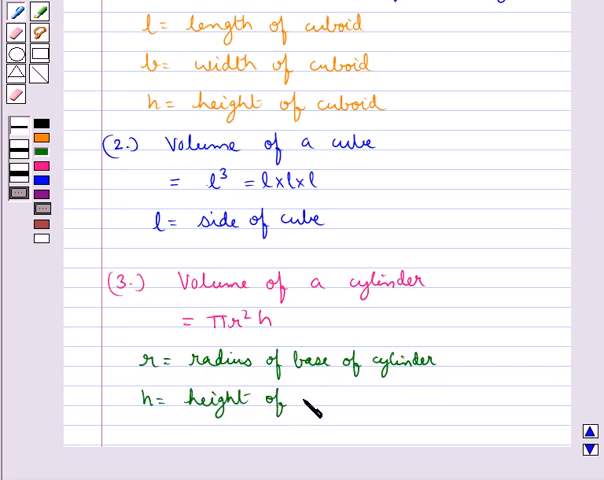 l = length of cuboid
b = width of cuboid
h = height of cuboid
(2.) Volume of a cube
= l³ = l×l×l
l = side of cube
(3.) Volume of a cylinder
= πr²h
r = radius of base of cylinder
h = height of